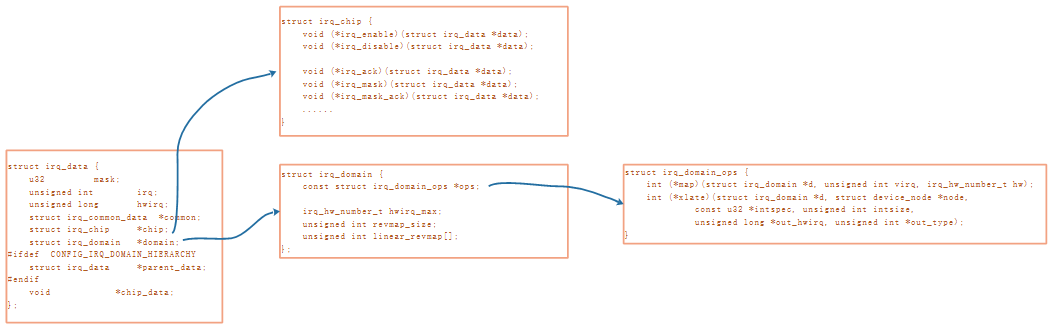 struct irq_chip {
void (*irq_enable)(struct irq_data *data);
void (*irq_disable)(struct irq_data *data);
void (*irq_ack)(struct irq_data *data);
void (*irq_mask)(struct irq_data *data);
void (*irq_mask_ack)(struct irq_data *data);
......
}
struct irq_data {
u32 mask;
unsigned int irq;
unsigned long hwirq;
struct irq_common_data *common;
struct irq_chip *chip;
struct irq_domain *domain;
#ifdef CONFIG_IRQ_DOMAIN_HIERARCHY
struct irq_data *parent_data;
#endif
void *chip_data;
};
struct irq_domain {
const struct irq_domain_ops *ops;
irq_hw_number_t hwirq_max;
unsigned int revmap_size;
unsigned int linear_revmap[];
};
struct irq_domain_ops {
int (*map)(struct irq_domain *d, unsigned int virq, irq_hw_number_t hw);
int (*xlate)(struct irq_domain *d, struct device_node *node,
const u32 *intspec, unsigned int intsize,
unsigned long *out_hwirq, unsigned int *out_type);
}